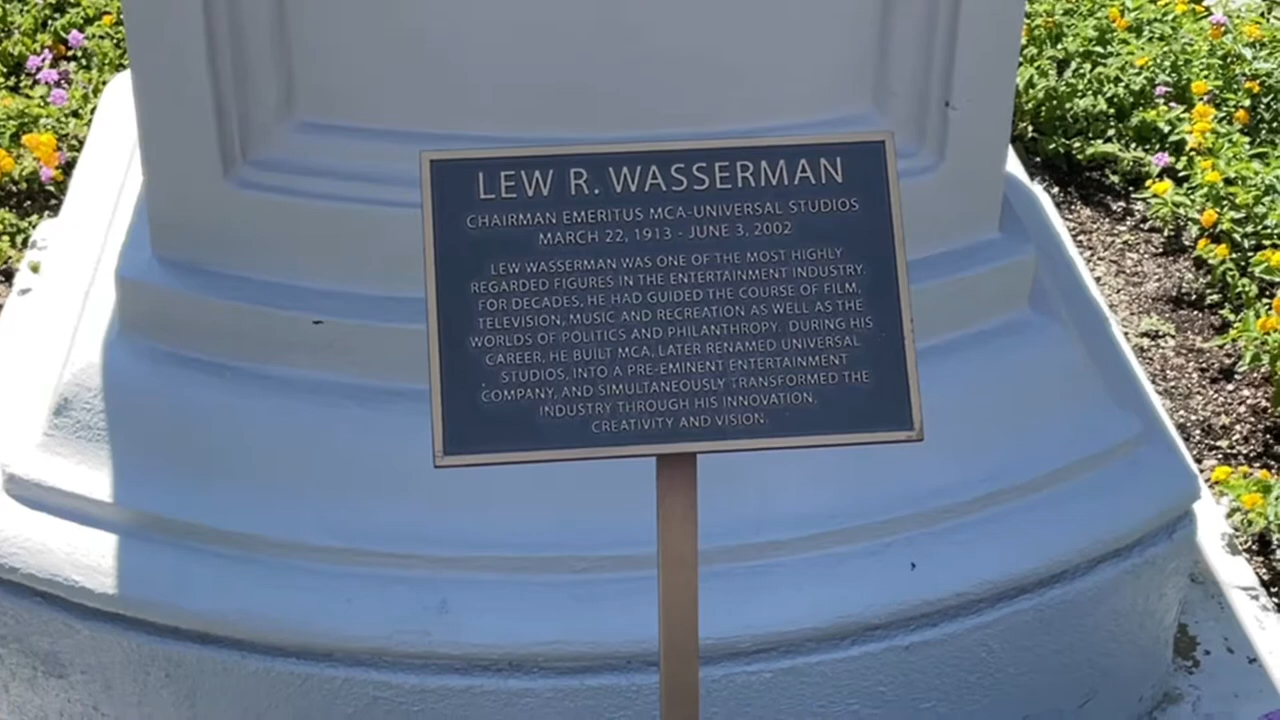 LEW R. WASSERMAN
CHAIRMAN EMERITUS MCA-UNIVERSAL STUDIOS
MARCH 22, 1913 - JUNE 3, 2002
LEW WASSERMAN WAS ONE OF THE MOST HIGHLY
REGARDED FIGURES IN THE ENTERTAINMENT INDUSTRY.
FOR DECADES, HE HAD GUIDED THE COURSE OF FILM,
TELEVISION, MUSIC AND RECREATION AS WELL AS THE
WORLDS OF POLITICS AND PHILANTHROPY. DURING HIS
CAREER, HE BUILT MCA, LATER RENAMED UNIVERSAL
STUDIOS, INTO A PRE-EMINENT ENTERTAINMENT
COMPANY, AND SIMULTANEOUSLY TRANSFORMED THE
INDUSTRY THROUGH HIS INNOVATION,
CREATIVITY AND VISION.